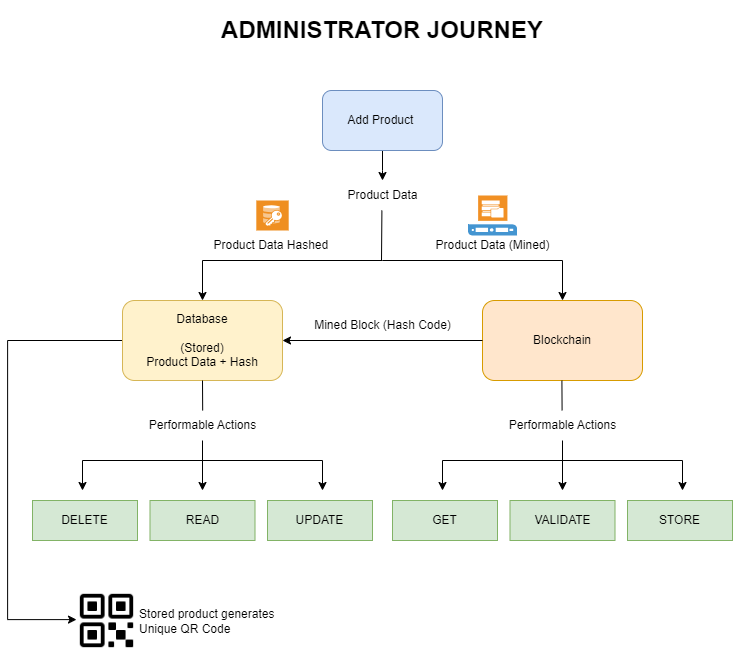 ADMINISTRATOR JOURNEY
Add Product
Product Data
Product Data Hashed
Product Data (Mined)
Database
(Stored)
Product Data + Hash
Mined Block (Hash Code)
Blockchain
Performable Actions
Performable Actions
DELETE
READ
UPDATE
GET
VALIDATE
STORE
Stored product generates
Unique QR Code